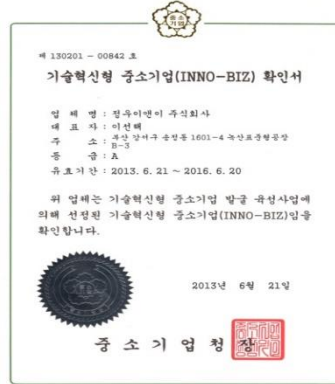 제 130201 - 00842 호
기술혁신형 중소기업(INNO-BIZ) 확인서
업 체 명 : 정우이앤이 주식회사
대 표 자 : 이선택
주 소 : 부산 강서구 송정동 1601-4 녹산표준형공장
B-3
등 급 : A
유효기간 : 2013. 6. 21 ~ 2016. 6. 20
위 업체는 기술혁신형 중소기업 발굴 육성사업에
의해 선정된 기술혁신형 중소기업(INNO-BIZ)임을
확인합니다.
2013년 6월 21일
중 소 기 업 청 장